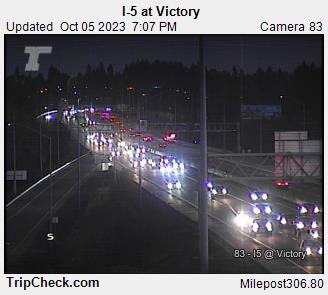 I-5 at Victory
Updated Oct 05 2023 7:07 PM Camera 83
T
S
83 - I5 @ Victory
TripCheck.com Milepost306.80